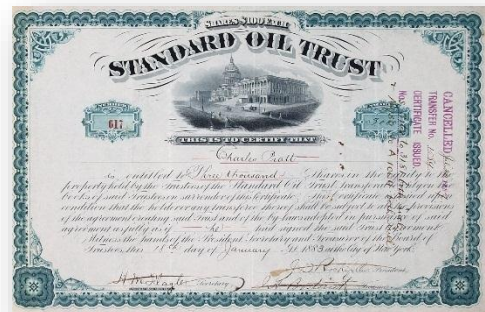 SHARES $100 EACH
STANDARD OIL TRUST
NUMBER
617
THIS IS TO CERTIFY THAT
Charles Pratt
is entitled to Five thousand Shares in the equity to the
property held by the Trustees of the Standard Oil Trust transferable only on the
books of said Trustees on surrender of this certificate This certificate is issued upon
condition that the holder or any transferee thereof shall be subject to all the provisions
of the agreement creating said Trust and of the by laws adopted in pursuance of said
agreement as fully as if he had signed the said Trust agreement
Witness the hands of the President Secretary and Treasurer of the Board of
Trustees, this 18th day of January 1883 in the City of New York.
Secretary
President
CANCELLED
TRANSFER No.
CERTIFICATE ISSUED.
Nos.